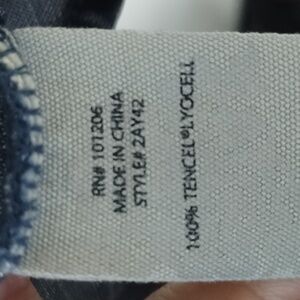 RN# 101206
MADE IN CHINA
STYLE# 2AY42
100% TENCEL® LYOCELL